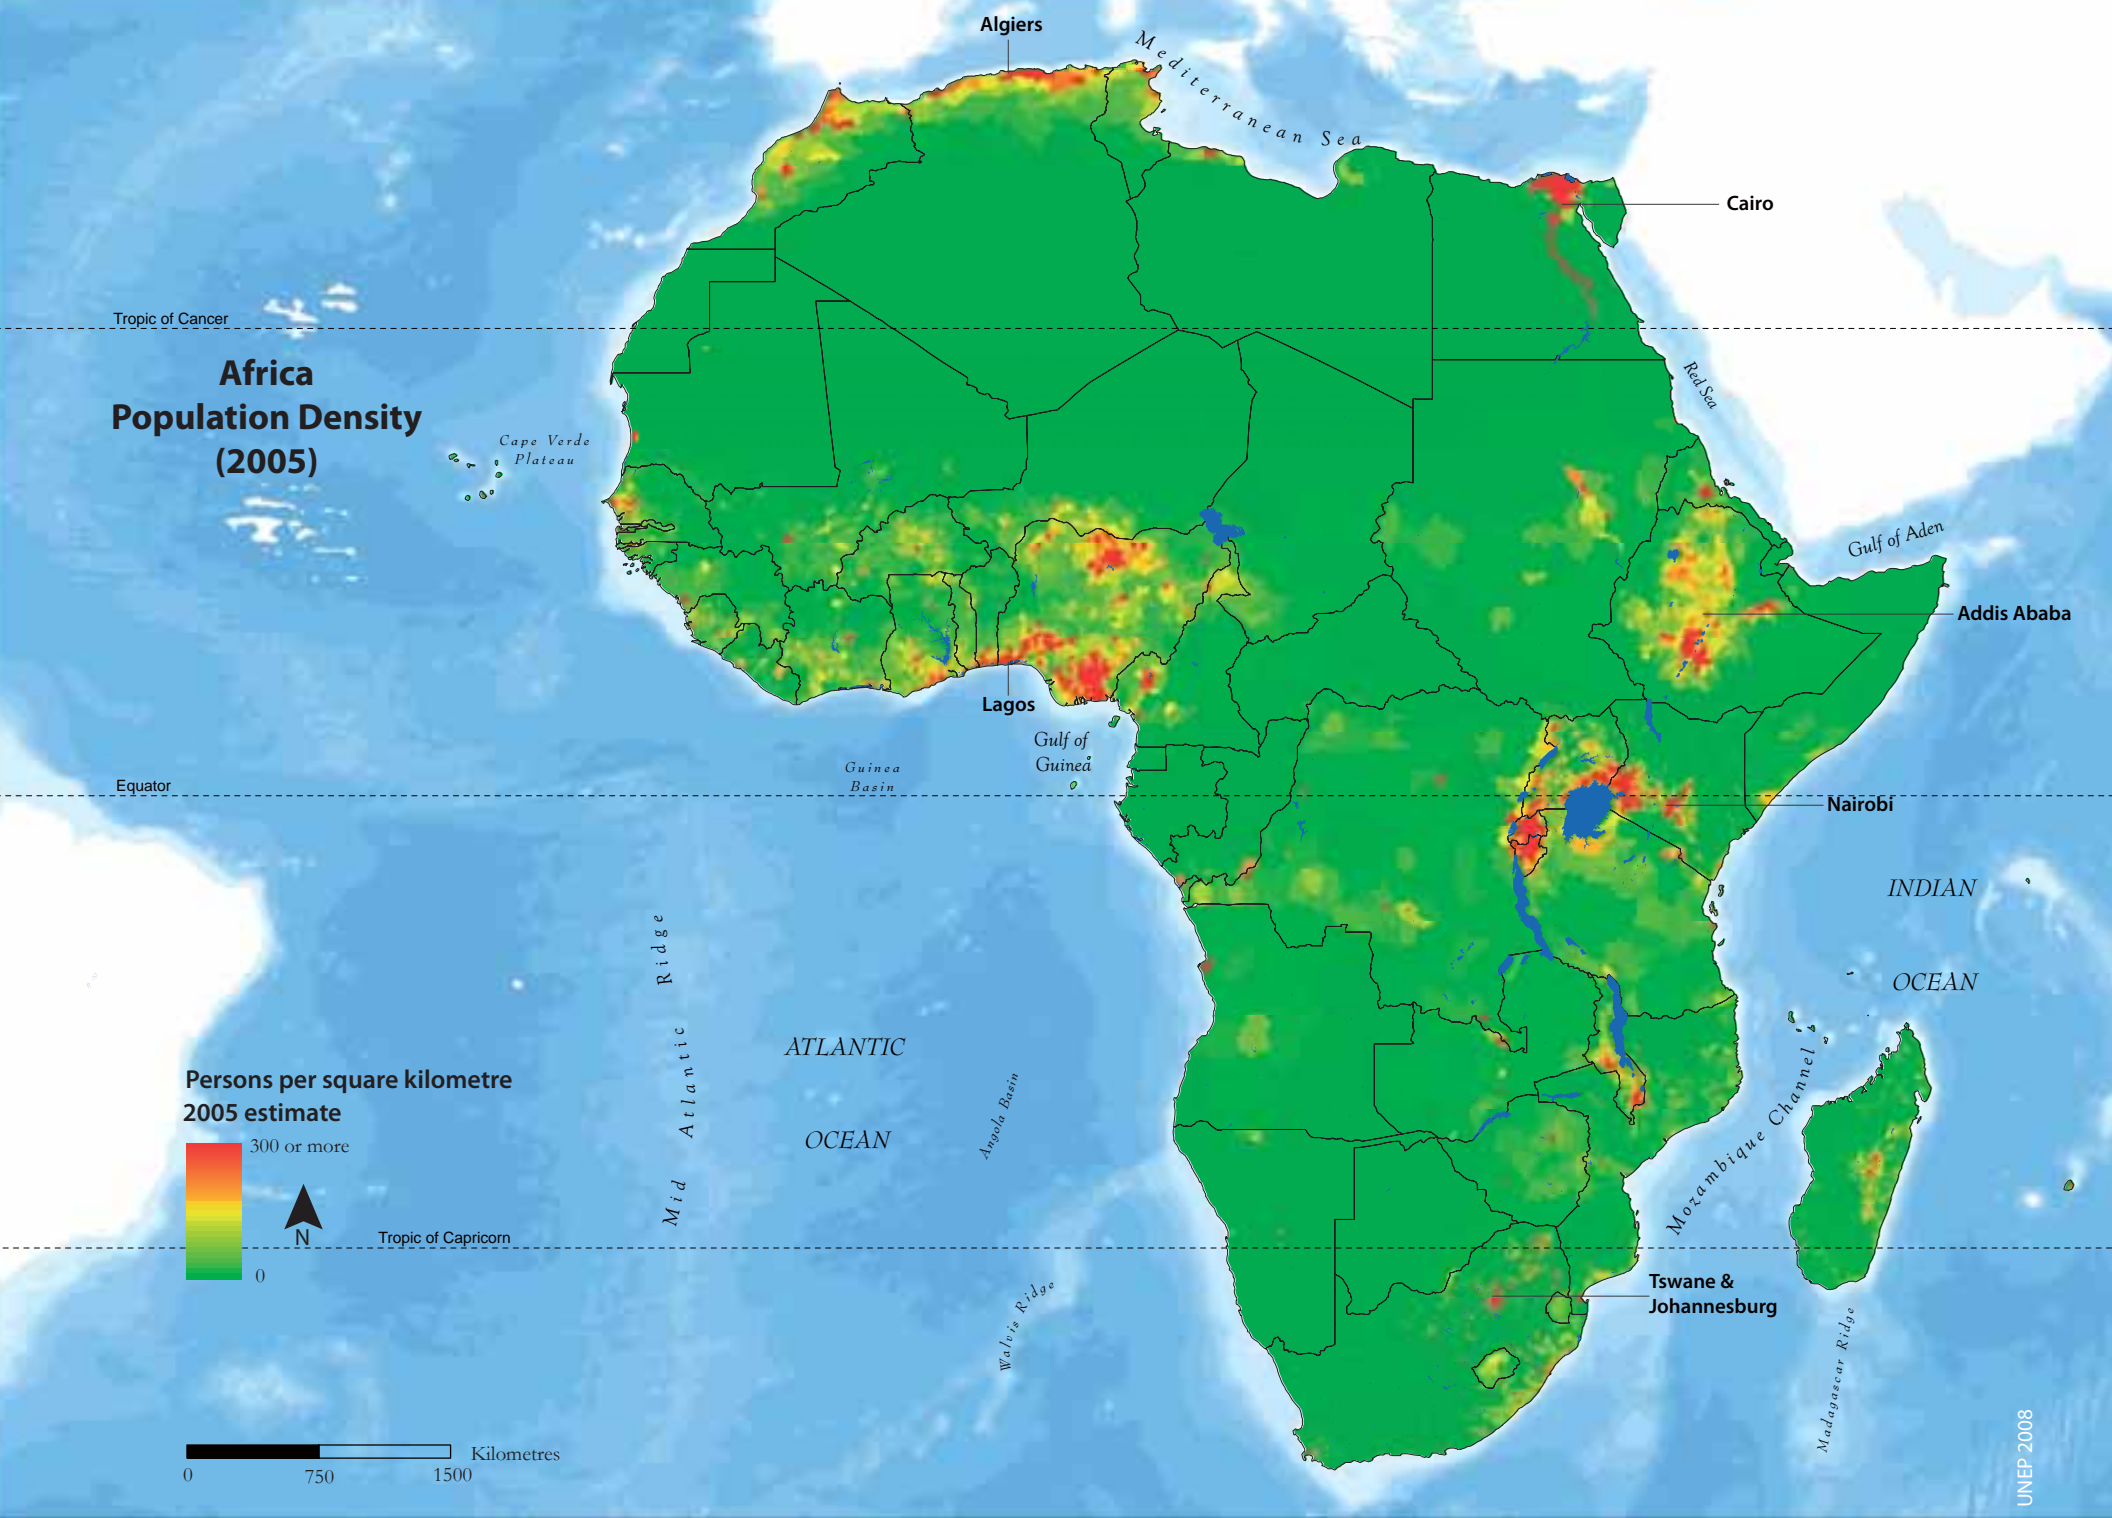 Algiers
Mediterranean Sea
Cairo
Tropic of Cancer
Africa
Population Density
(2005)
Red Sea
Cape Verde
Plateau
Gulf of Aden
Addis Ababa
Lagos
Gulf of
Guinea
Guinea
Basin
Equator
Nairobi
INDIAN
OCEAN
Mid Atlantic Ridge
ATLANTIC
OCEAN
Angola Basin
Mozambique Channel
Persons per square kilometre
2005 estimate
300 or more
0
N
Tropic of Capricorn
Walvis Ridge
Tswane &
Johannesburg
Madagascar Ridge
Kilometres
0 750 1500
UNEP 2008